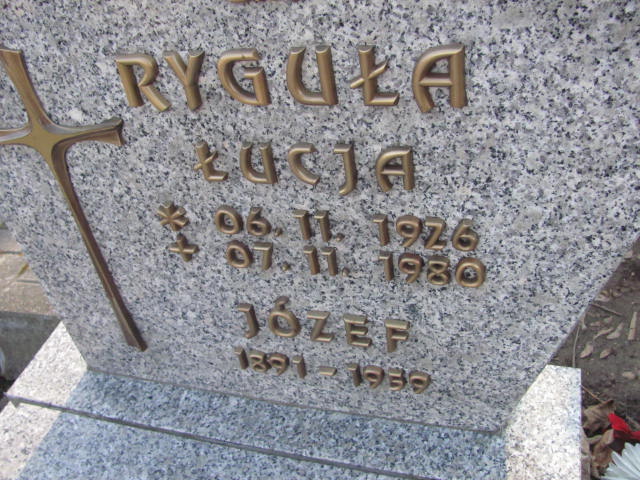 RYGUŁA
ŁUCJA
* 06. 11. 1926
+ 07. 11. 1980
JÓZEF
1891 - 1959